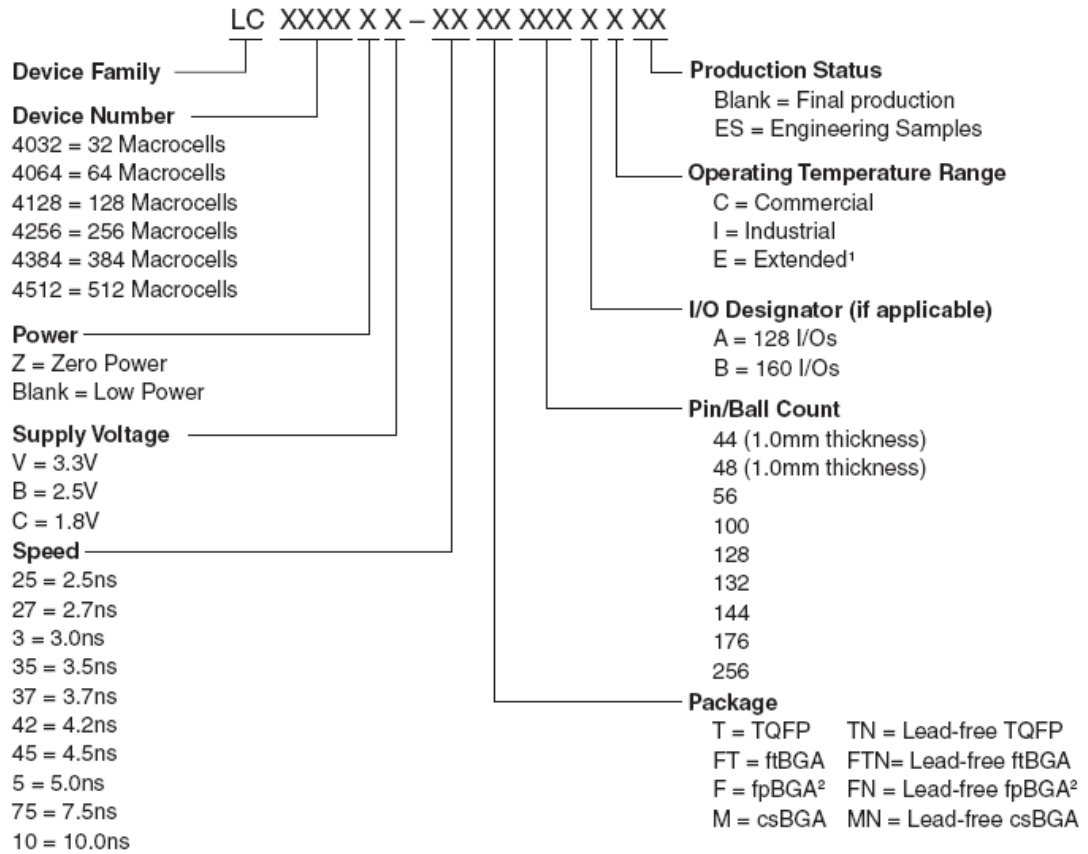 LC XXXX X X – XX XX XXX X X XX
Device Family
Device Number
4032 = 32 Macrocells
4064 = 64 Macrocells
4128 = 128 Macrocells
4256 = 256 Macrocells
4384 = 384 Macrocells
4512 = 512 Macrocells
Power
Z = Zero Power
Blank = Low Power
Supply Voltage
V = 3.3V
B = 2.5V
C = 1.8V
Speed
25 = 2.5ns
27 = 2.7ns
3 = 3.0ns
35 = 3.5ns
37 = 3.7ns
42 = 4.2ns
45 = 4.5ns
5 = 5.0ns
75 = 7.5ns
10 = 10.0ns
Production Status
Blank = Final production
ES = Engineering Samples
Operating Temperature Range
C = Commercial
I = Industrial
E = Extended¹
I/O Designator (if applicable)
A = 128 I/Os
B = 160 I/Os
Pin/Ball Count
44 (1.0mm thickness)
48 (1.0mm thickness)
56
100
128
132
144
176
256
Package
T = TQFP TN = Lead-free TQFP
FT = ftBGA FTN= Lead-free ftBGA
F = fpBGA² FN = Lead-free fpBGA²
M = csBGA MN = Lead-free csBGA